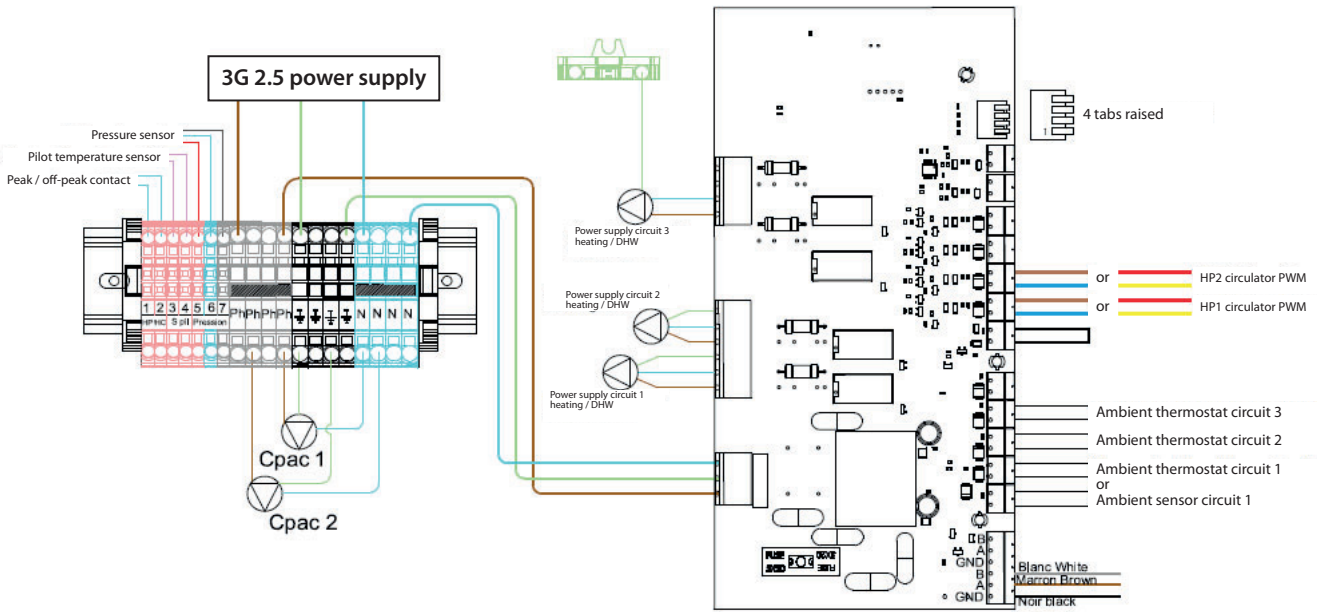 3G 2.5 power supply
Pressure sensor
Pilot temperature sensor
Peak / off-peak contact
1 2 3 4 5 6 7 Ph Ph Ph Ph N N N N
HP HC S pil Pression
Cpac 1
Cpac 2
Power supply circuit 3
heating / DHW
Power supply circuit 2
heating / DHW
Power supply circuit 1
heating / DHW
1
4 tabs raised
or HP2 circulator PWM
or HP1 circulator PWM
Ambient thermostat circuit 3
Ambient thermostat circuit 2
Ambient thermostat circuit 1
or
Ambient sensor circuit 1
B
A
GND
B Blanc White
A Marron Brown
GND Noir black